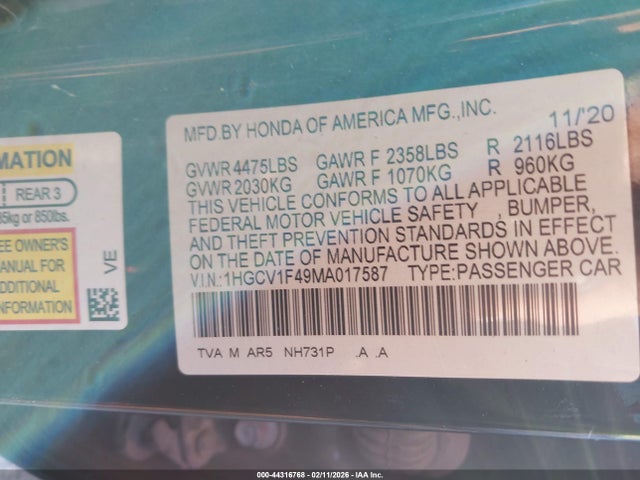 MATION
REAR 3
85kg or 850lbs.
EE OWNER'S
ANUAL FOR
DDITIONAL
ORMATION
VE
MFD.BY HONDA OF AMERICA MFG.,INC. 11/'20
GVWR 4475LBS GAWR F 2358LBS R 2116LBS
GVWR 2030KG GAWR F 1070KG R 960KG
THIS VEHICLE CONFORMS TO ALL APPLICABLE
FEDERAL MOTOR VEHICLE SAFETY , BUMPER,
AND THEFT PREVENTION STANDARDS IN EFFECT
ON THE DATE OF MANUFACTURE SHOWN ABOVE.
V.I.N.:1HGCV1F49MA017587 TYPE:PASSENGER CAR
TVA M AR5 NH731P .A .A
000-44316768 - 02/11/2026 - IAA Inc.